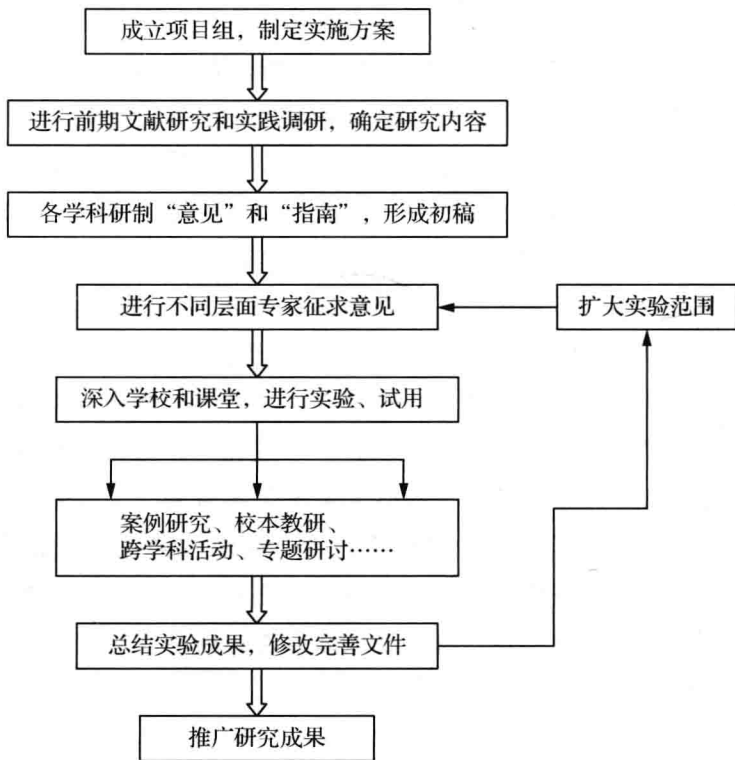 成立项目组，制定实施方案
进行前期文献研究和实践调研，确定研究内容
各学科研制“意见”和“指南”，形成初稿
进行不同层面专家征求意见
扩大实验范围
深入学校和课堂，进行实验、试用
案例研究、校本教研、
跨学科活动、专题研讨……
总结实验成果，修改完善文件
推广研究成果